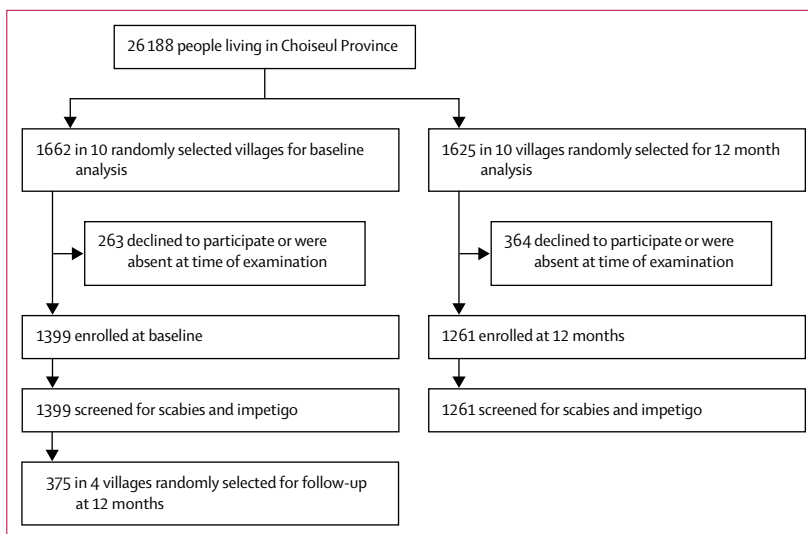 26 188 people living in Choiseul Province
1662 in 10 randomly selected villages for baseline
analysis
1625 in 10 villages randomly selected for 12 month
analysis
263 declined to participate or were
absent at time of examination
364 declined to participate or were
absent at time of examination
1399 enrolled at baseline
1261 enrolled at 12 months
1399 screened for scabies and impetigo
1261 screened for scabies and impetigo
375 in 4 villages randomly selected for follow-up
at 12 months